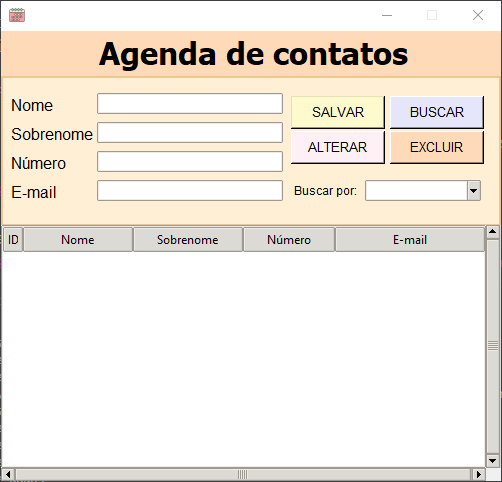 Agenda de contatos
Nome
SALVAR BUSCAR
Sobrenome
ALTERAR EXCLUIR
Número
E-mail
Buscar por:
ID Nome Sobrenome Número E-mail